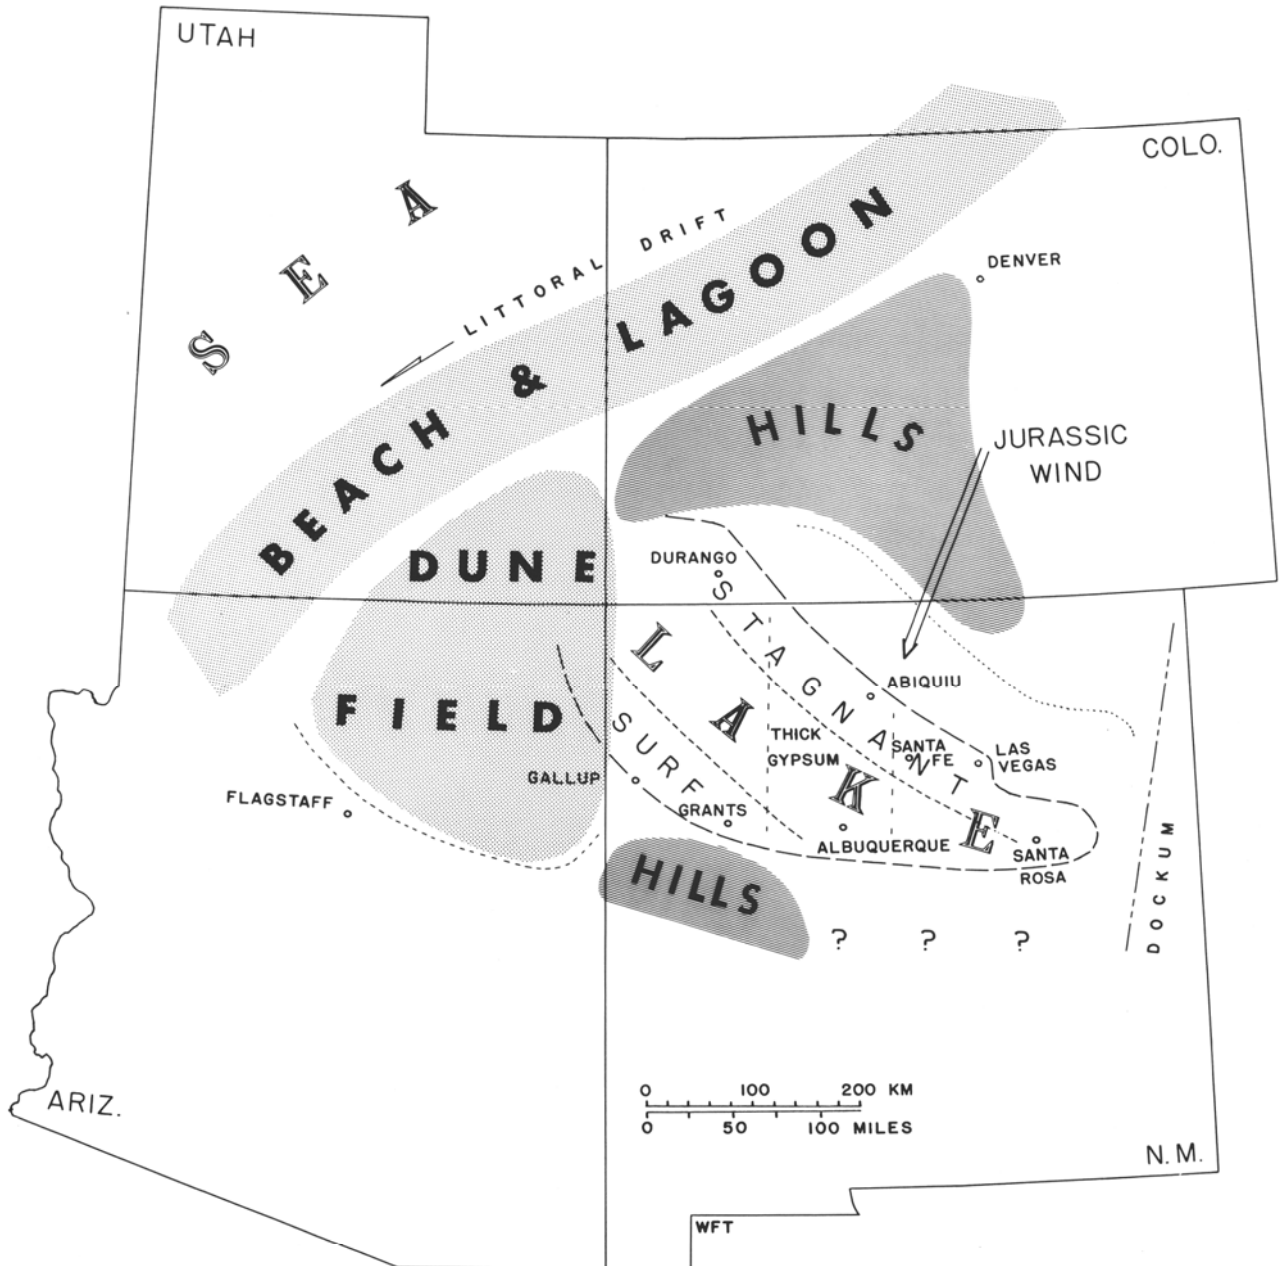 UTAH
COLO.
SEA
LITTORAL DRIFT
BEACH & LAGOON
DENVER
HILLS
JURASSIC
WIND
DUNE
FIELD
DURANGO
STAGNANT
LAKE
SURF
ABIQUIU
THICK
GYPSUM
SANTA
FE
LAS
VEGAS
GALLUP
FLAGSTAFF
GRANTS
ALBUQUERQUE
SANTA
ROSA
DOCKUM
HILLS
? ? ?
0 100 200 KM
0 50 100 MILES
ARIZ.
N.M.
WFT